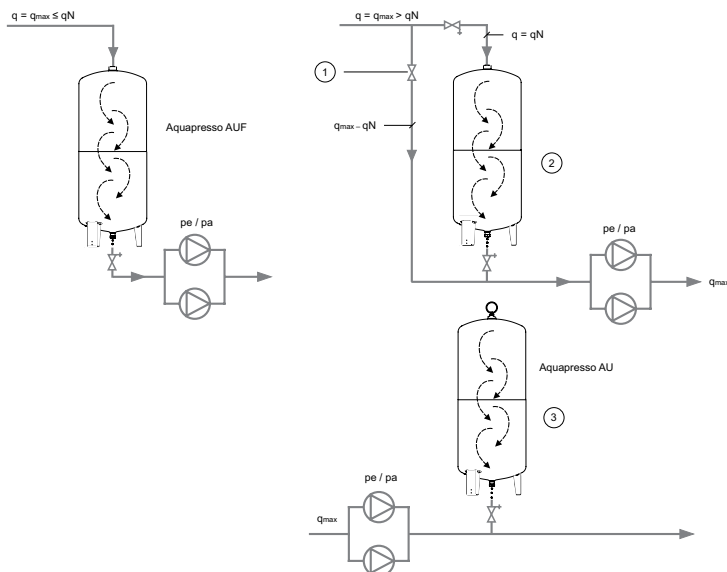 q = qmax ≤ qN
Aquapresso AUF
pe / pa
q = qmax > qN
q = qN
1
qmax – qN
2
pe / pa
qmax
Aquapresso AU
3
pe / pa
qmax